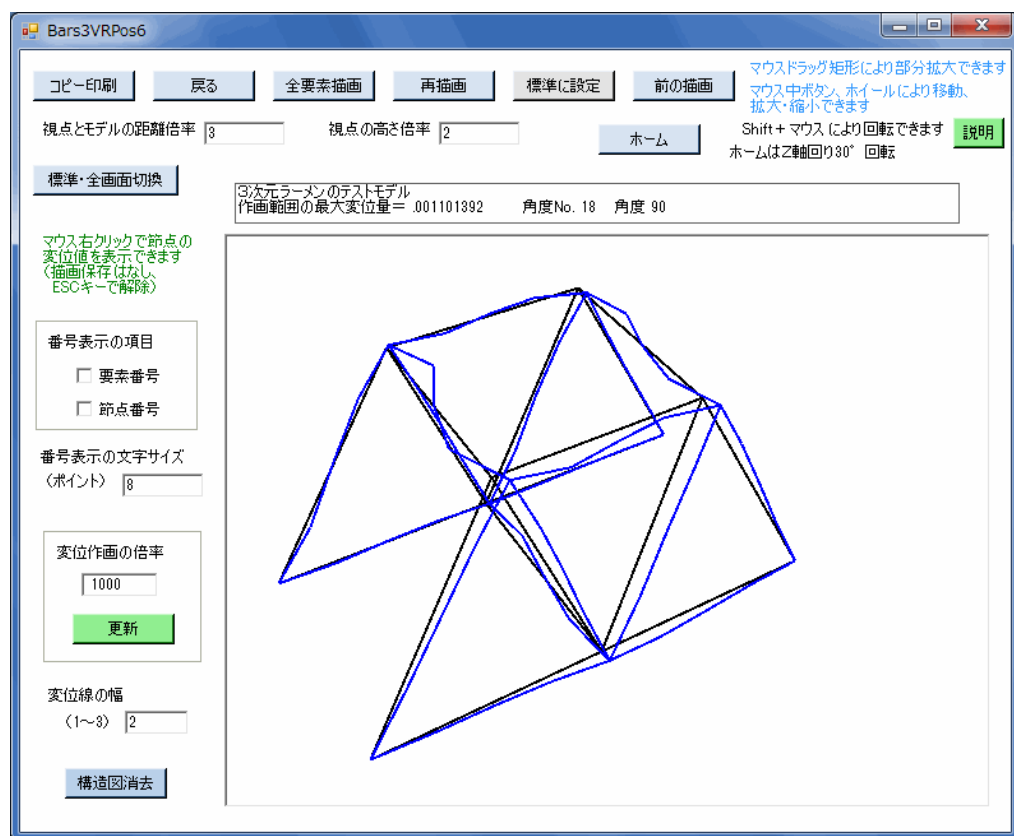 Bars3VRPos6
コピー印刷
戻る
全要素描画
再描画
標準に設定
前の描画
マウスドラッグ矩形により部分拡大できます
マウス中ボタン、ホイールにより移動、
拡大・縮小できます
視点とモデルの距離倍率 3
視点の高さ倍率 2
ホーム
Shift+マウス により回転できます
ホームはZ軸回り30° 回転
説明
標準・全画面切換
3次元ラーメンのテストモデル
作画範囲の最大変位量= .001101392 角度No. 18 角度 90
マウス右クリックで節点の
変位値を表示できます
(描画保存はなし、
ESCキーで解除)
番号表示の項目
要素番号
節点番号
番号表示の文字サイズ
(ポイント) 8
変位作画の倍率
1000
更新
変位線の幅
(1~3) 2
構造図消去